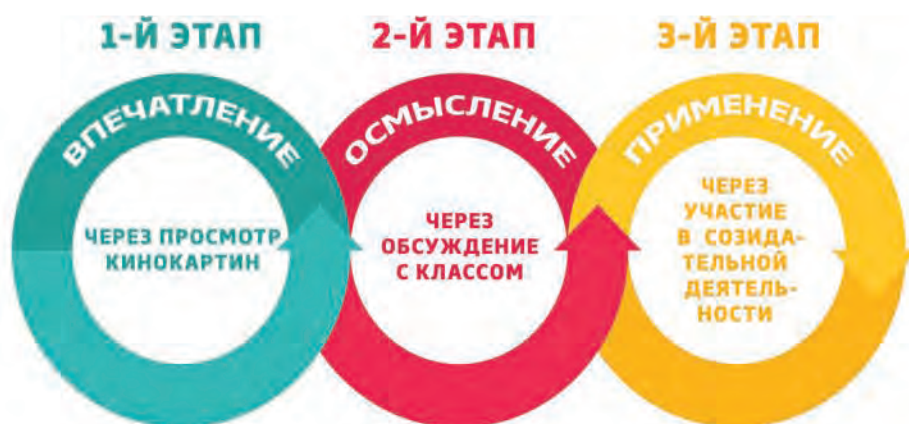 1-Й ЭТАП
ВПЕЧАТЛЕНИЕ
ЧЕРЕЗ ПРОСМОТР
КИНОКАРТИН
2-Й ЭТАП
ОСМЫСЛЕНИЕ
ЧЕРЕЗ
ОБСУЖДЕНИЕ
С КЛАССОМ
3-Й ЭТАП
ПРИМЕНЕНИЕ
ЧЕРЕЗ
УЧАСТИЕ
В СОЗИДА-
ТЕЛЬНОЙ
ДЕЯТЕЛЬ-
НОСТИ